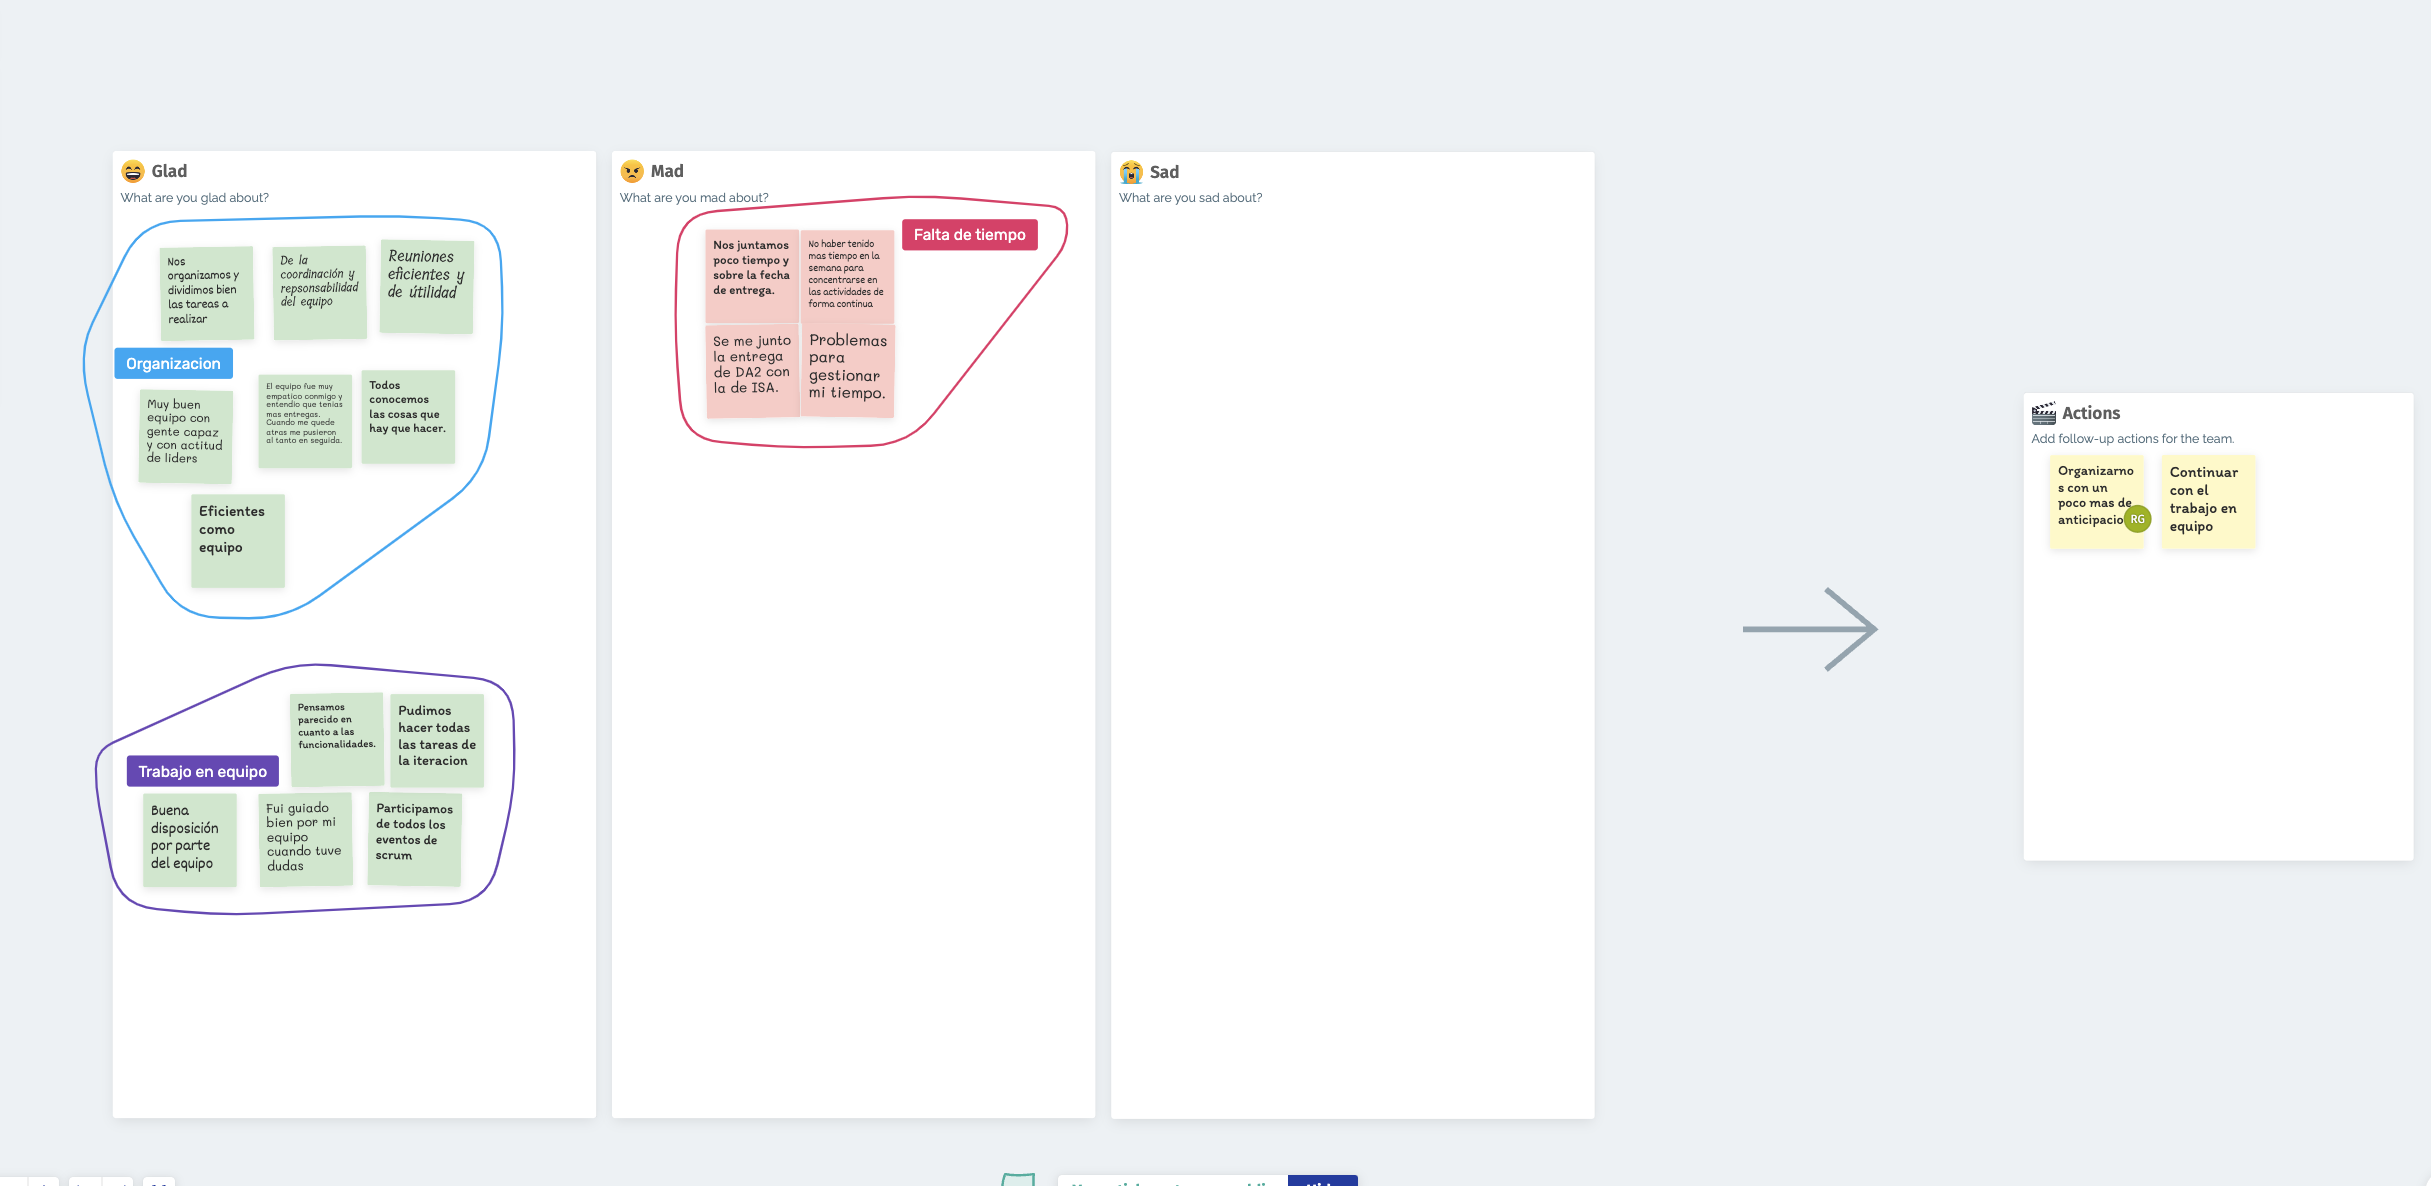 Glad
What are you glad about?
Nos
organizamos y
dividimos bien
las tareas a
realizar
De la
coordinación y
repsonsabilidad
del equipo
Reuniones
eficientes y
de útilidad
Organizacion
Muy buen
equipo con
gente capaz
y con actitud
de liders
El equipo fue muy
empatico conmigo y
entendio que tenias
mas entregas.
Cuando me quede
atras me pusieron
al tanto en seguida.
Todos
conocemos
las cosas que
hay que hacer.
Eficientes
como
equipo
Pensamos
parecido en
cuanto a las
funcionalidades.
Pudimos
hacer todas
las tareas de
la iteracion
Trabajo en equipo
Buena
disposición
por parte
del equipo
Fui guiado
bien por mi
equipo
cuando tuve
dudas
Participamos
de todos los
eventos de
scrum
Mad
What are you mad about?
Falta de tiempo
Nos juntamos
poco tiempo y
sobre la fecha
de entrega.
No haber tenido
mas tiempo en la
semana para
concentrarse en
las actividades de
forma continua
Se me junto
la entrega
de DA2 con
la de ISA.
Problemas
para
gestionar
mi tiempo.
Sad
What are you sad about?
Actions
Add follow-up actions for the team.
Organizarno
s con un
poco mas de
anticipacio
RG
Continuar
con el
trabajo en
equipo